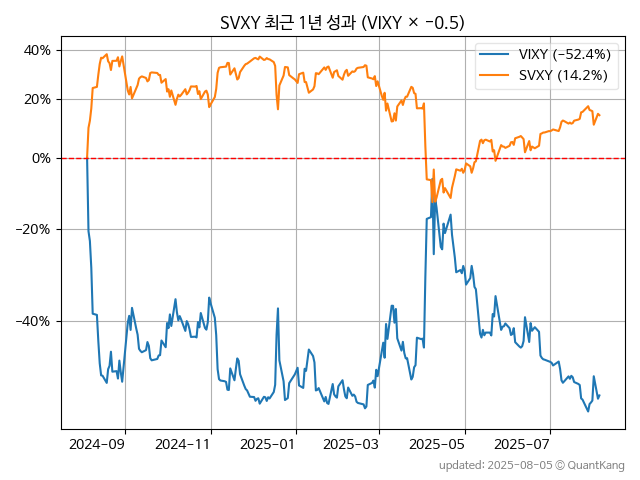 SVXY 최근 1년 성과 (VIXY × −0.5)
VIXY (−52.4%)
SVXY (14.2%)
40%
20%
0%
−20%
−40%
2024-09
2024-11
2025-01
2025-03
2025-05
2025-07
updated: 2025-08-05 © QuantKang